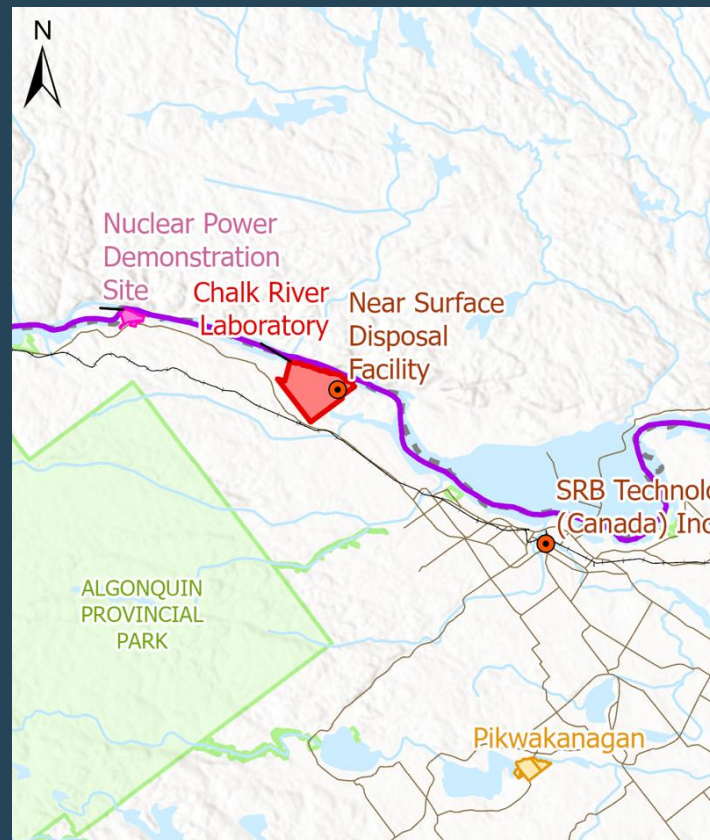 N
Nuclear Power
Demonstration
Site
Chalk River
Laboratory
Near Surface
Disposal
Facility
SRB Technolo
(Canada) Inc
ALGONQUIN
PROVINCIAL
PARK
Pikwakanagan